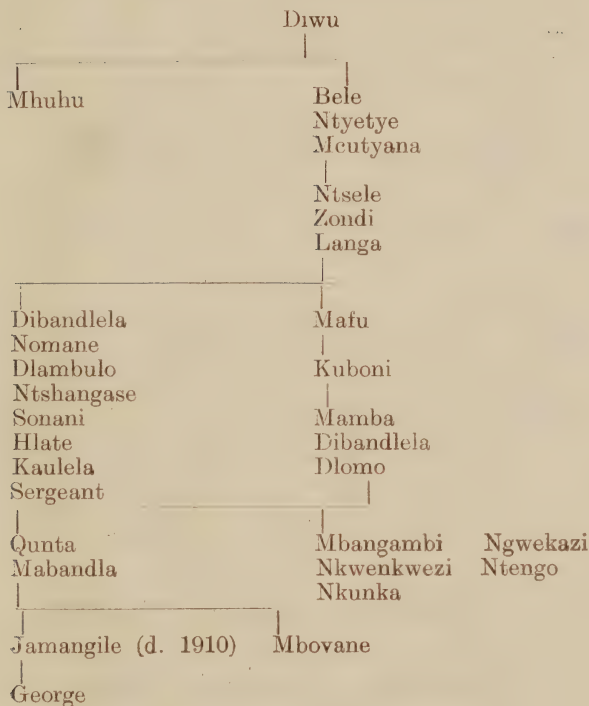 Diwu
Mhuhu Bele
Ntyetye
Mcutyana
Ntsele
Zondi
Langa
Dibandlela Mafu
Nomane
Dlambulo Kuboni
Ntshangase
Sonani Mamba
Hlate Dibandlela
Kaulela Dlomo
Sergeant
Qunta Mbangambi Ngwekazi
Mabandla Nkwenkwezi Ntengo
Nkunka
Jamangile (d. 1910) Mbovane
George